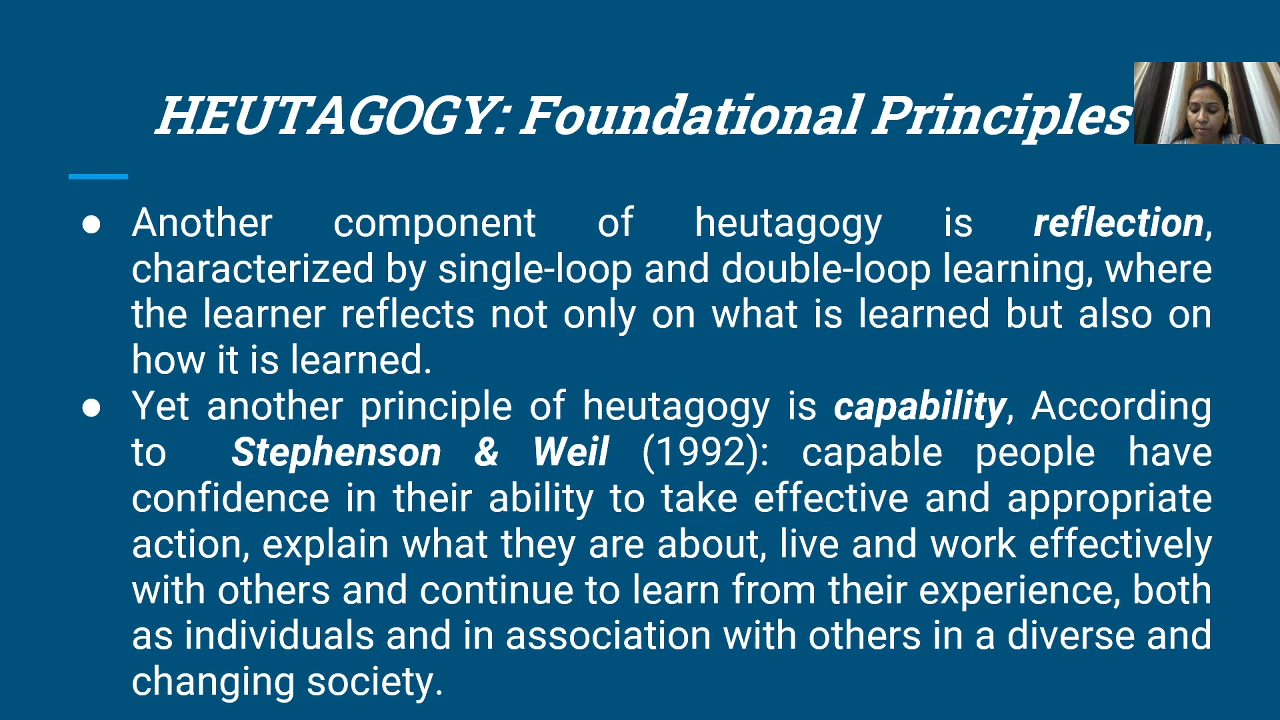 HEUTAGOGY: Foundational Principles
● Another component of heutagogy is reflection,
characterized by single-loop and double-loop learning, where
the learner reflects not only on what is learned but also on
how it is learned.
● Yet another principle of heutagogy is capability, According
to Stephenson & Weil (1992): capable people have
confidence in their ability to take effective and appropriate
action, explain what they are about, live and work effectively
with others and continue to learn from their experience, both
as individuals and in association with others in a diverse and
changing society.